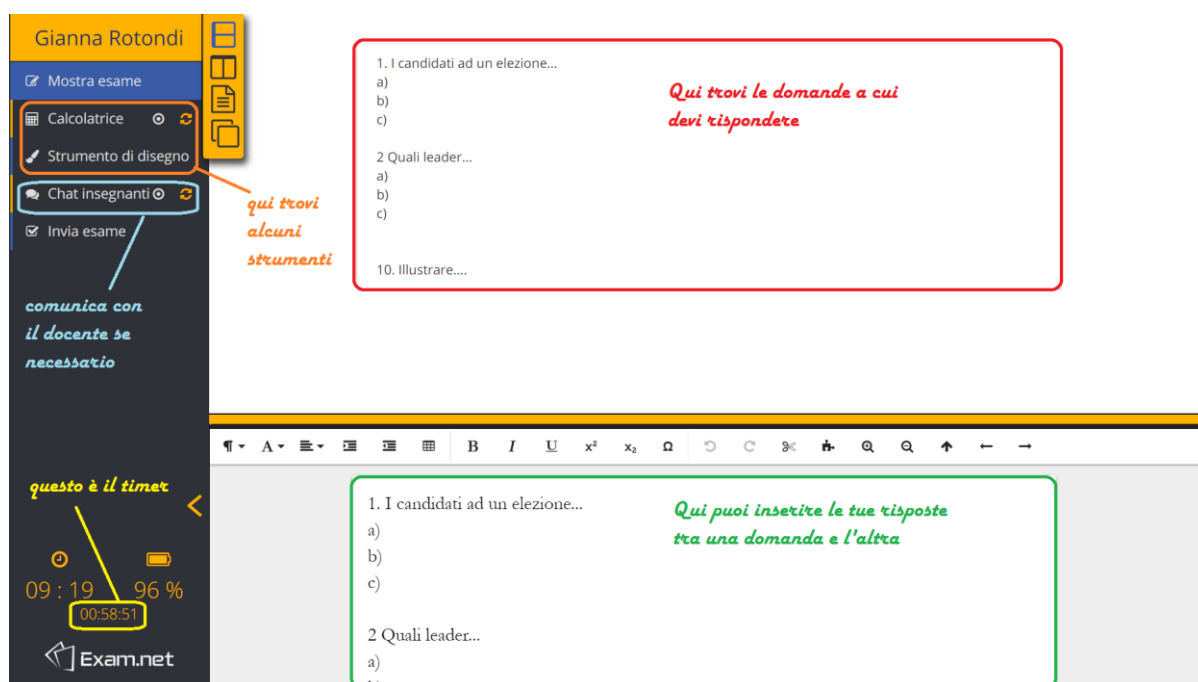 Gianna Rotondi
Mostra esame
Calcolatrice
Strumento di disegno
Chat insegnanti
Invia esame
qui trovi
alcuni
strumenti
comunica con
il docente se
necessario
questo è il timer
09 : 19
96 %
00:58:51
Exam.net
1. I candidati ad un elezione...
a)
b)
c)
2 Quali leader...
a)
b)
c)
10. Illustrare....
Qui trovi le domande a cui
devi rispondere
¶ A B I U x² x₂ Ω
1. I candidati ad un elezione...
a)
b)
c)
2 Quali leader...
a)
Qui puoi inserire le tue risposte
tra una domanda e l'altra